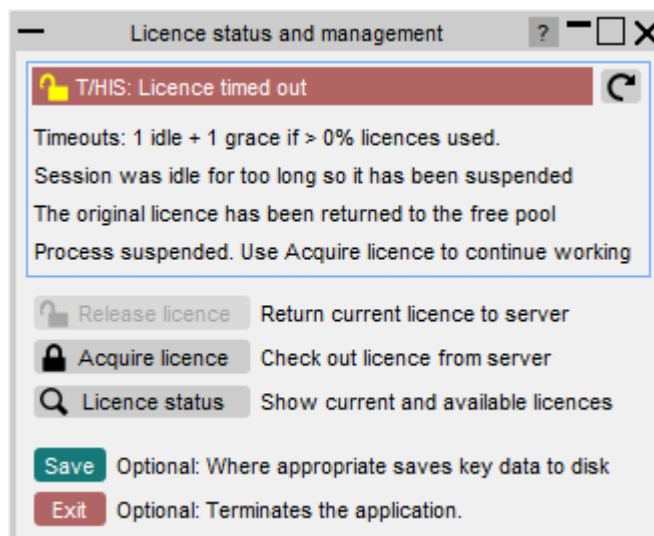 Licence status and management ?
T/HIS: Licence timed out
Timeouts: 1 idle + 1 grace if > 0% licences used.
Session was idle for too long so it has been suspended
The original licence has been returned to the free pool
Process suspended. Use Acquire licence to continue working
Release licence Return current licence to server
Acquire licence Check out licence from server
Licence status Show current and available licences
Save Optional: Where appropriate saves key data to disk
Exit Optional: Terminates the application.